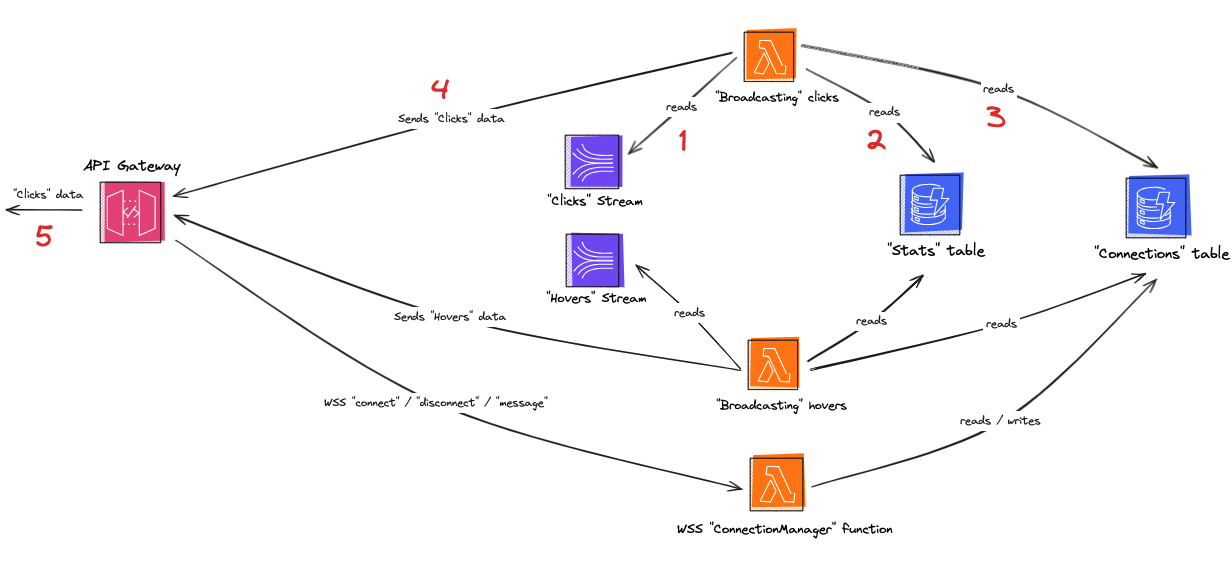 "Broadcasting" clicks
4
Sends "Clicks" data
reads
1
reads
2
reads
3
API Gateway
"Clicks" data
5
"Clicks" Stream
"Stats" table
"Connections" table
"Hovers" Stream
Sends "Hovers" data
reads
reads
reads
"Broadcasting" hovers
WSS "connect" / "disconnect" / "message"
reads / writes
WSS "ConnectionManager" function